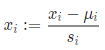 xᵢ := (xᵢ − μᵢ) / sᵢ